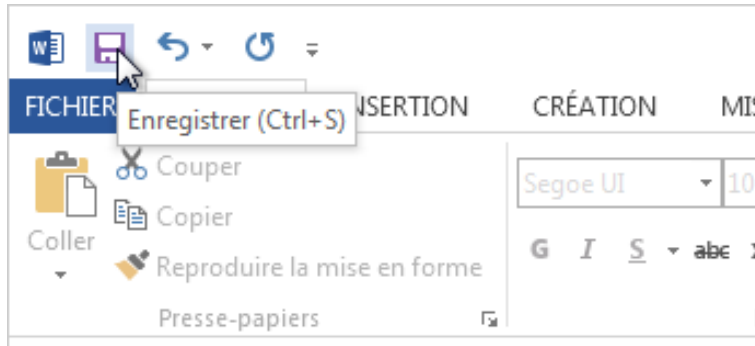 FICHIER
Enregistrer (Ctrl+S)
NSERTION
CRÉATION
MIS
Couper
Copier
Coller
Reproduire la mise en forme
Presse-papiers
Segoe UI
10
G I S abc